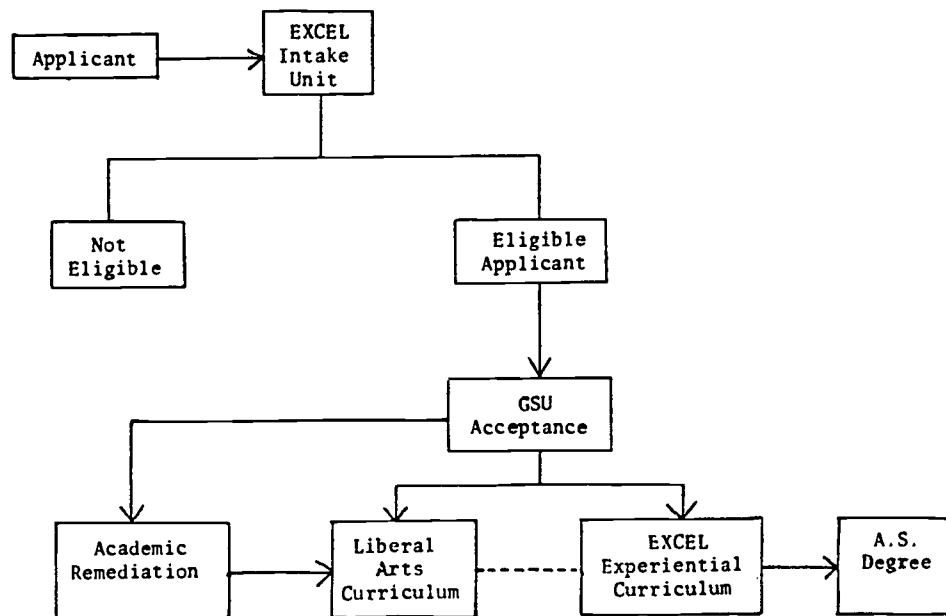 Applicant
EXCEL
Intake
Unit
Not
Eligible
Eligible
Applicant
GSU
Acceptance
Academic
Remediation
Liberal
Arts
Curriculum
EXCEL
Experiential
Curriculum
A.S.
Degree